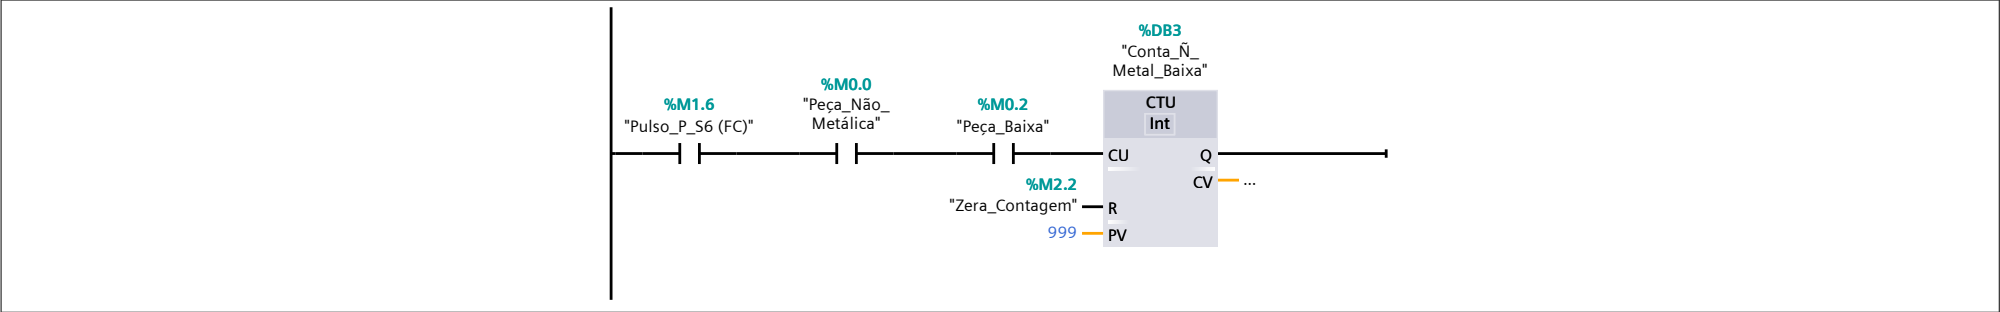 %DB3
"Conta_Ñ_
Metal_Baixa"
%M1.6
"Pulso_P_S6 (FC)"
%M0.0
"Peça_Não_
Metálica"
%M0.2
"Peça_Baixa"
CTU
Int
CU
Q
CV
...
%M2.2
"Zera_Contagem"
R
999
PV